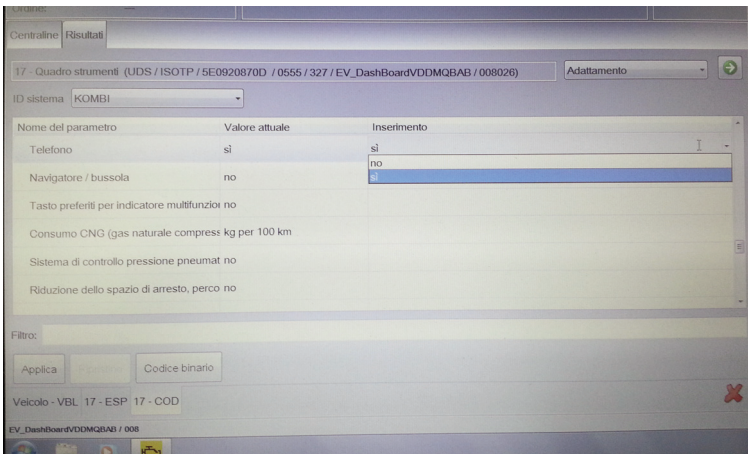 Ordine: ---
Centraline Risultati
17 - Quadro strumenti (UDS / ISOTP / 5E0920870D / 0555 / 327 / EV_DashBoardVDDMQBAB / 008026) Adattamento
ID sistema KOMBI
Nome del parametro Valore attuale Inserimento
Telefono sì sì
no
Navigatore / bussola no sì
Tasto preferiti per indicatore multifunzion no
Consumo CNG (gas naturale compress kg per 100 km
Sistema di controllo pressione pneumat no
Riduzione dello spazio di arresto, perco no
Filtro:
Applica Codice binario
Veicolo - VBL 17 - ESP 17 - COD
EV_DashBoardVDDMQBAB / 008